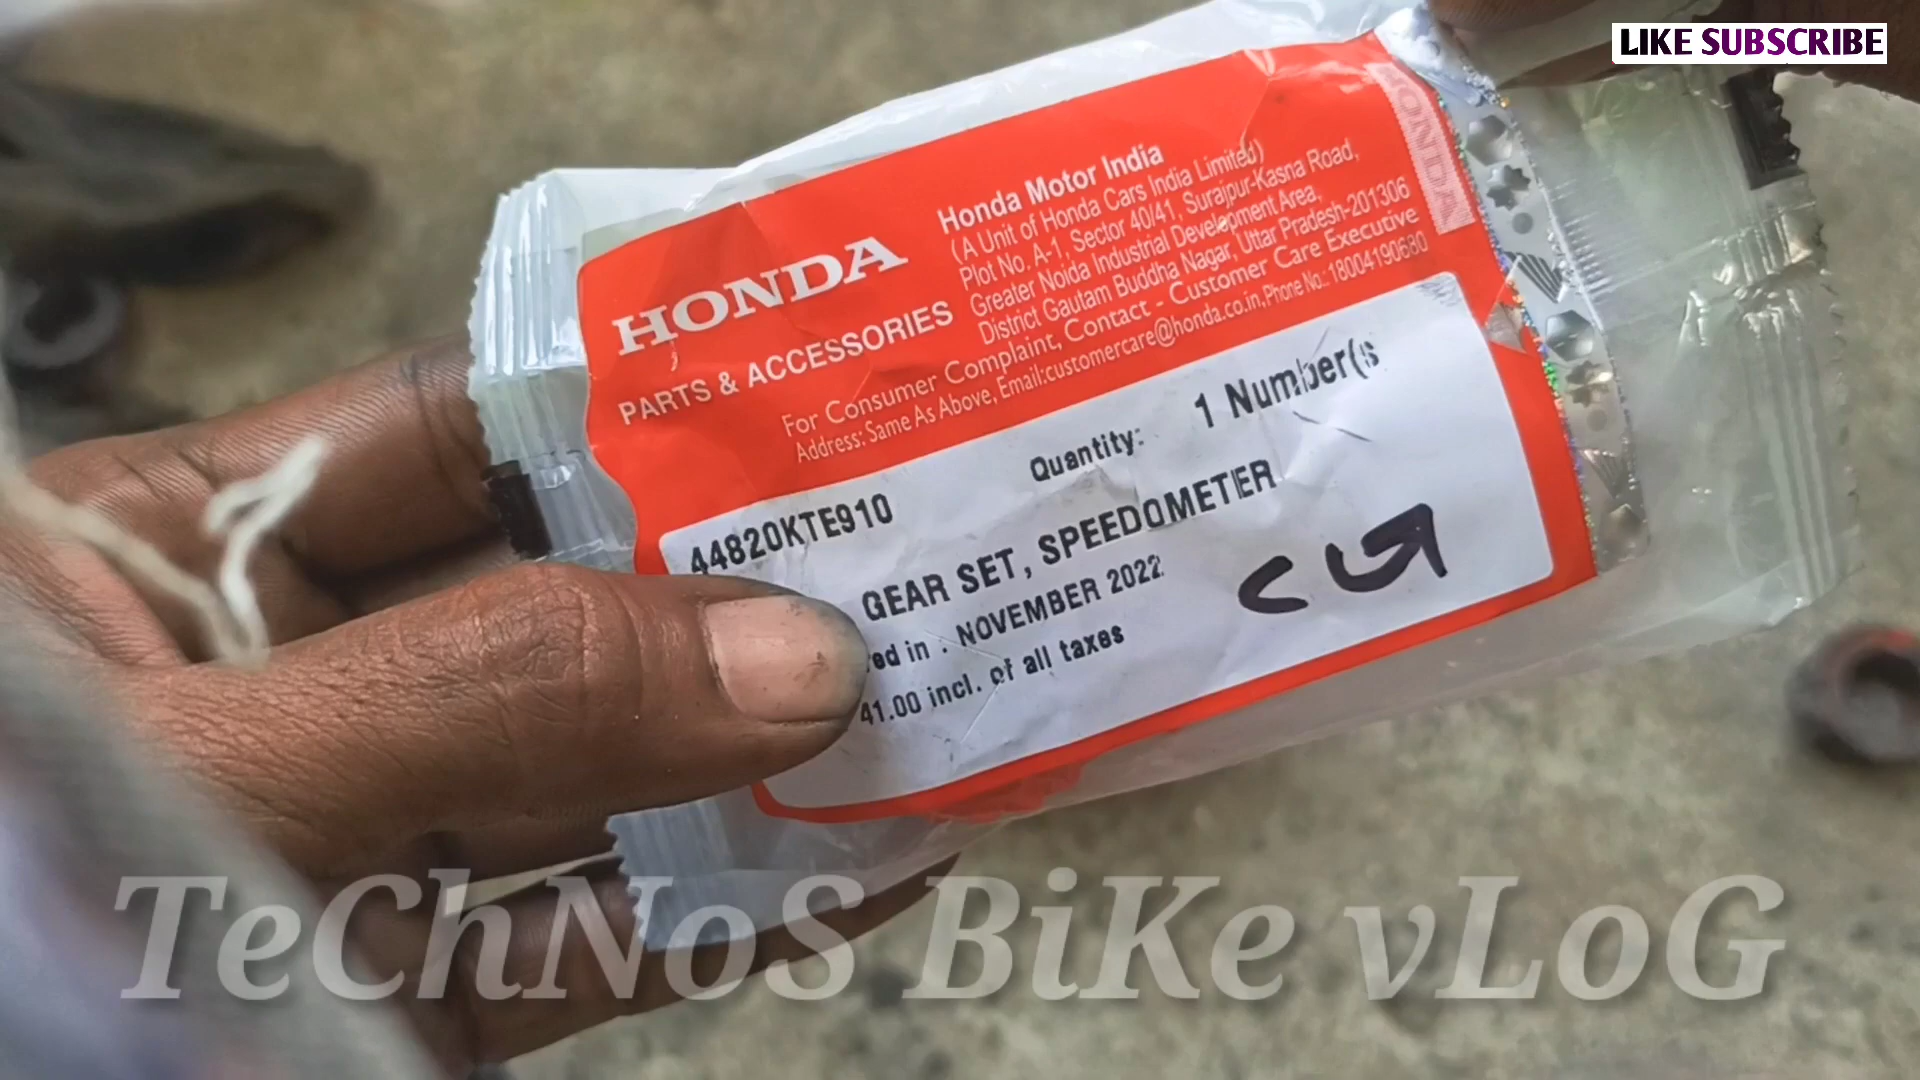 LIKE SUBSCRIBE
HONDA
HONDA
PARTS & ACCESSORIES
Honda Motor India
(A Unit of Honda Cars India Limited)
Plot No. A-1, Sector 40/41, Surajpur-Kasna Road,
Greater Noida Industrial Development Area,
District Gautam Buddha Nagar, Uttar Pradesh-201306
For Consumer Complaint, Contact - Customer Care Executive
Address: Same As Above, Email:customercare@honda.co.in,Phone No.:18004190680
44820KTE910 Quantity: 1 Number(s
GEAR SET, SPEEDOMETER
red in : NOVEMBER 2022
41.00 incl. of all taxes
TeChNoS BiKe vLoG